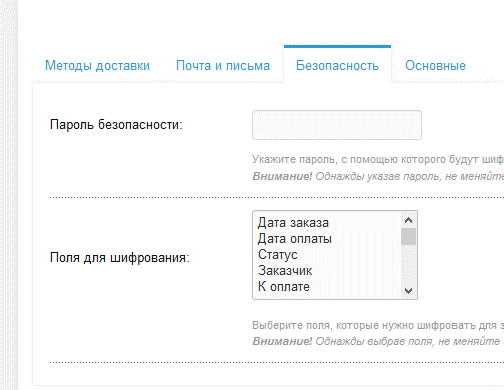 Методы доставки Почта и письма Безопасность Основные
Пароль безопасности:
Укажите пароль, с помощью которого будут
Внимание! Однажды указав пароль, не меняйте
Дата заказа
Дата оплаты
Статус
Поля для шифрования:
Заказчик
К оплате
Выберите поля, которые нужно шифровать для
Внимание! Однажды выбрав поля, не меняйте